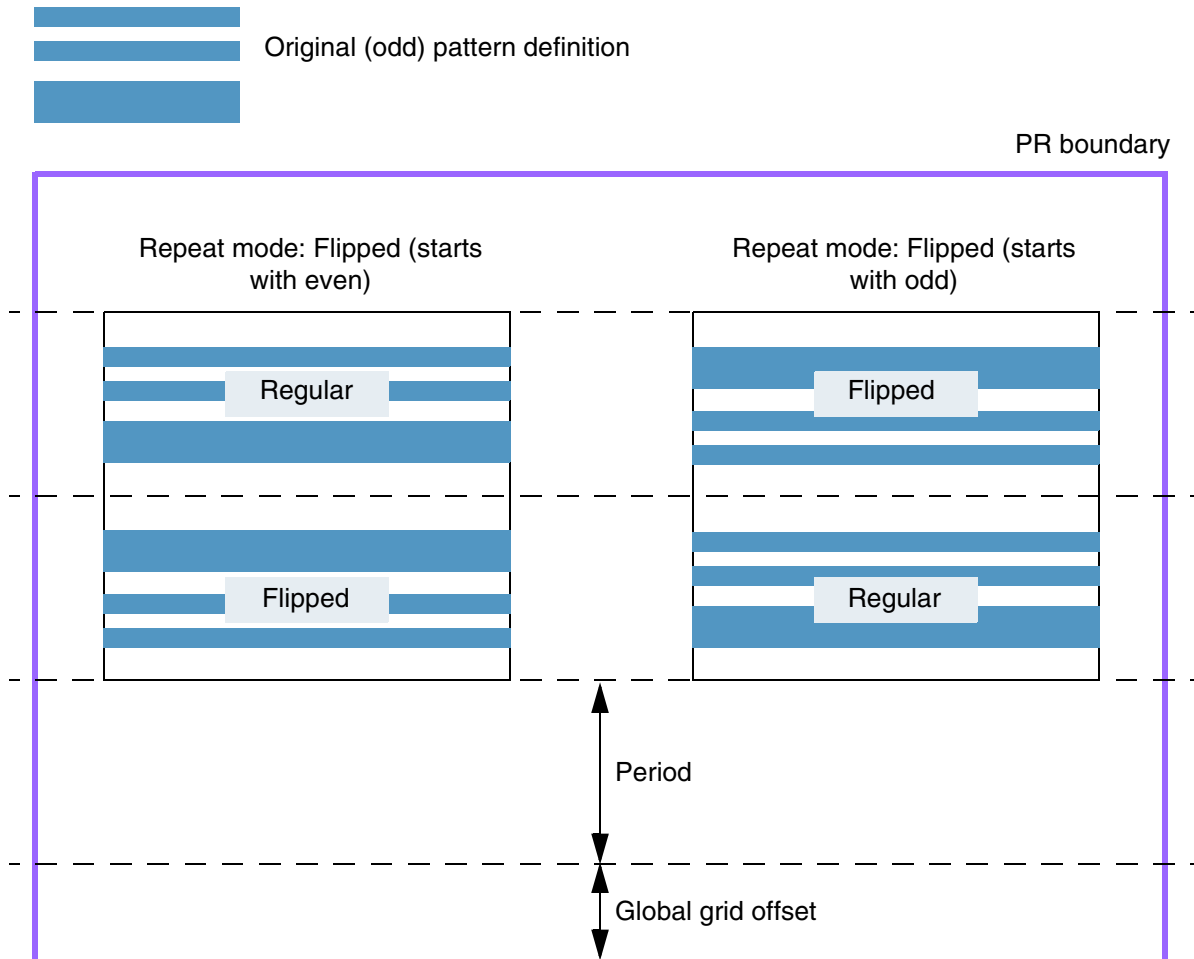 Original (odd) pattern definition
PR boundary
Repeat mode: Flipped (starts
with even)
Repeat mode: Flipped (starts
with odd)
Regular
Flipped
Flipped
Regular
Period
Global grid offset